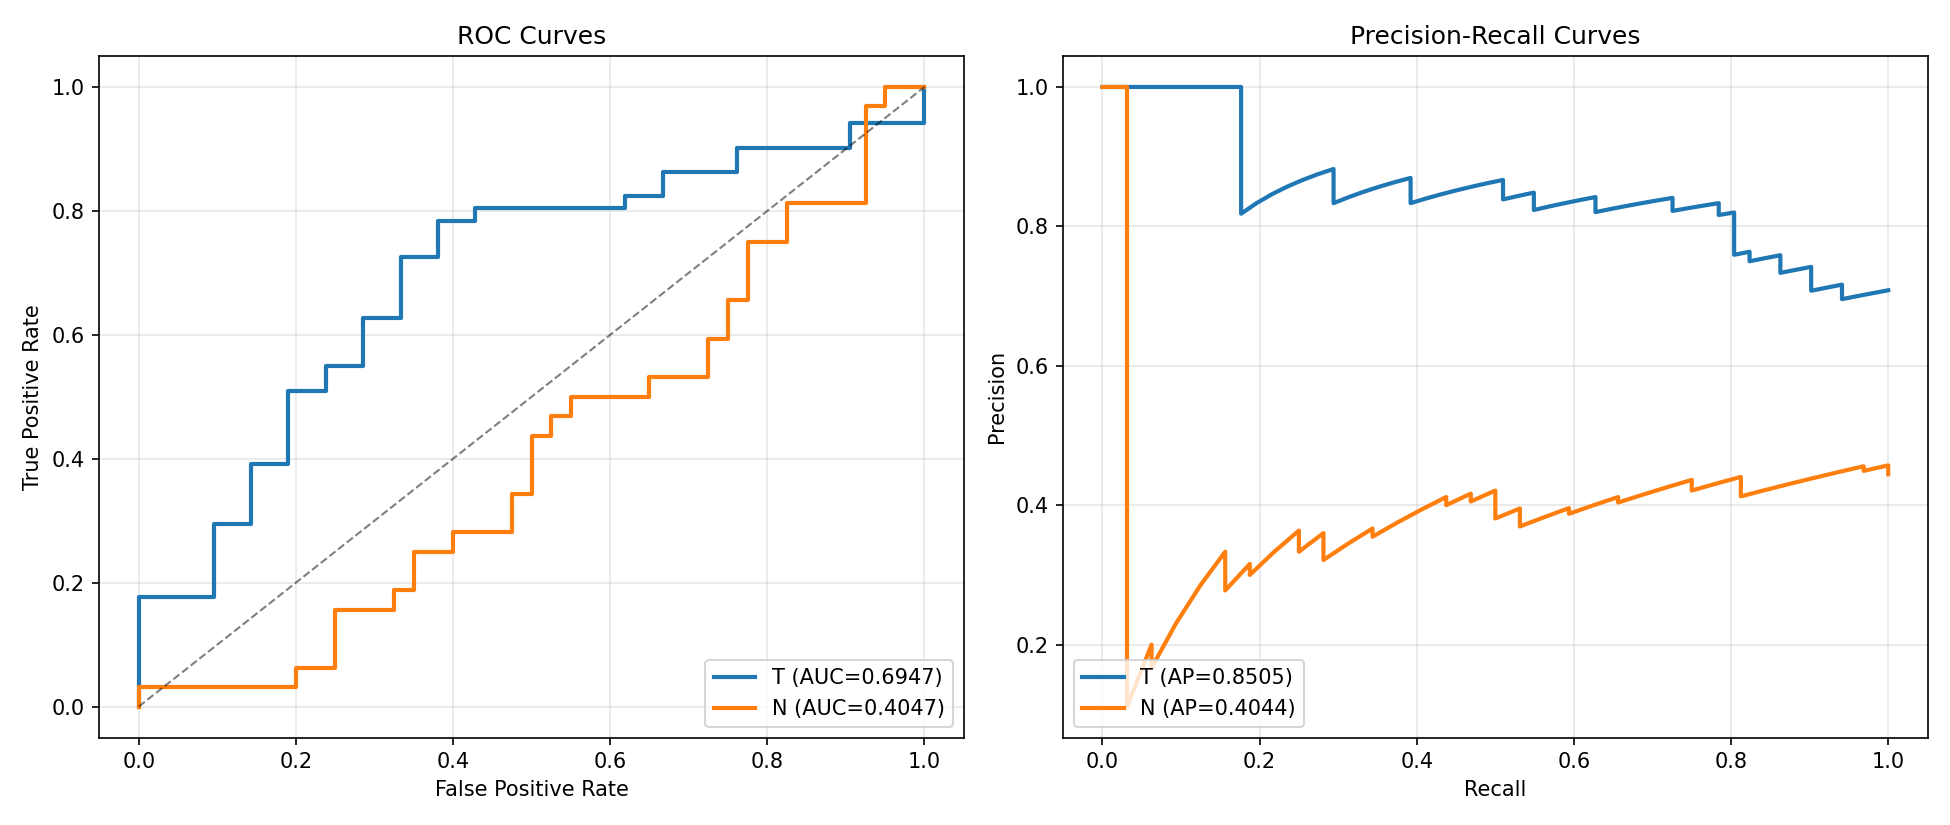 ROC Curves
True Positive Rate
1.0
0.8
0.6
0.4
0.2
0.0
0.0 0.2 0.4 0.6 0.8 1.0
False Positive Rate
T (AUC=0.6947)
N (AUC=0.4047)
Precision-Recall Curves
Precision
1.0
0.8
0.6
0.4
0.2
0.0 0.2 0.4 0.6 0.8 1.0
Recall
T (AP=0.8505)
N (AP=0.4044)